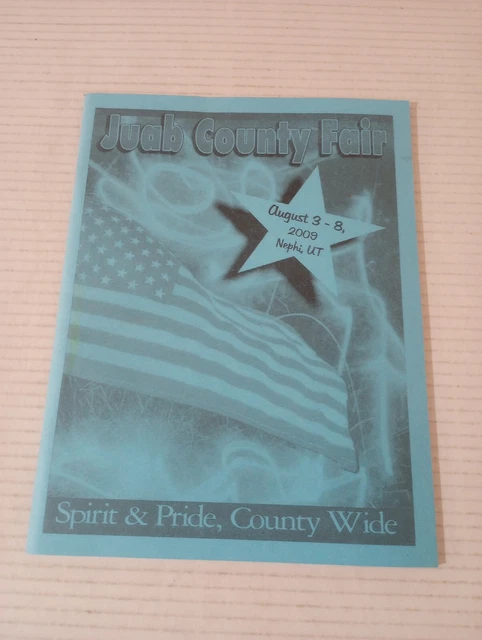 Juab County Fair
August 3 - 8,
2009
Nephi, UT
Spirit & Pride, County Wide